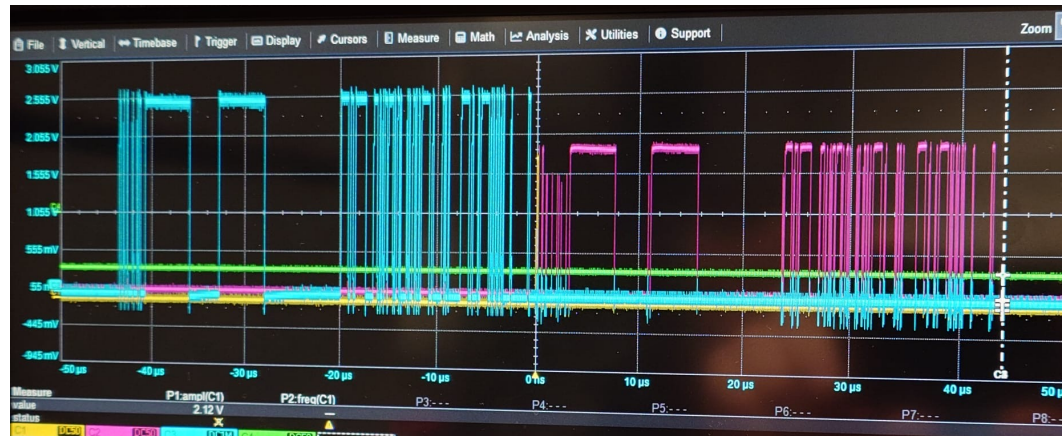 File Vertical Timebase Trigger Display Cursors Measure Math Analysis Utilities Support Zoom
3.055 V
2.555 V
2.055 V
1.555 V
1.055 V
555 mV
55
-445 mV
-945 mV
-50 µs -40 µs -30 µs -20 µs -10 µs 0 ns 10 µs 20 µs 30 µs 40 µs 50 µs
C3
Measure P1:ampl(C1) P2:freq(C1) P3:--- P4:--- P5:--- P6:--- P7:--- P8:-
value 2.12 V
status
C1 C2